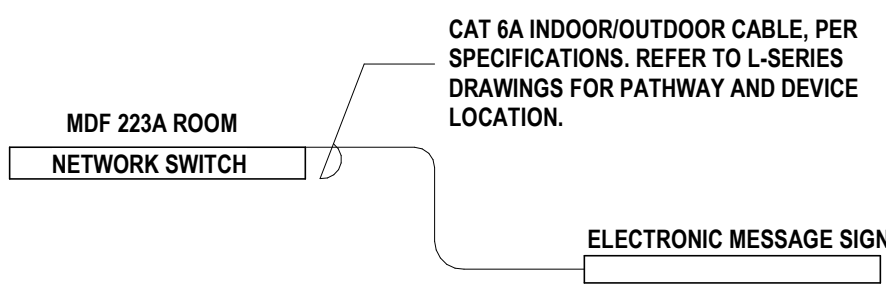 CAT 6A INDOOR/OUTDOOR CABLE, PER
SPECIFICATIONS. REFER TO L-SERIES
DRAWINGS FOR PATHWAY AND DEVICE
LOCATION.
MDF 223A ROOM
NETWORK SWITCH
ELECTRONIC MESSAGE SIGN